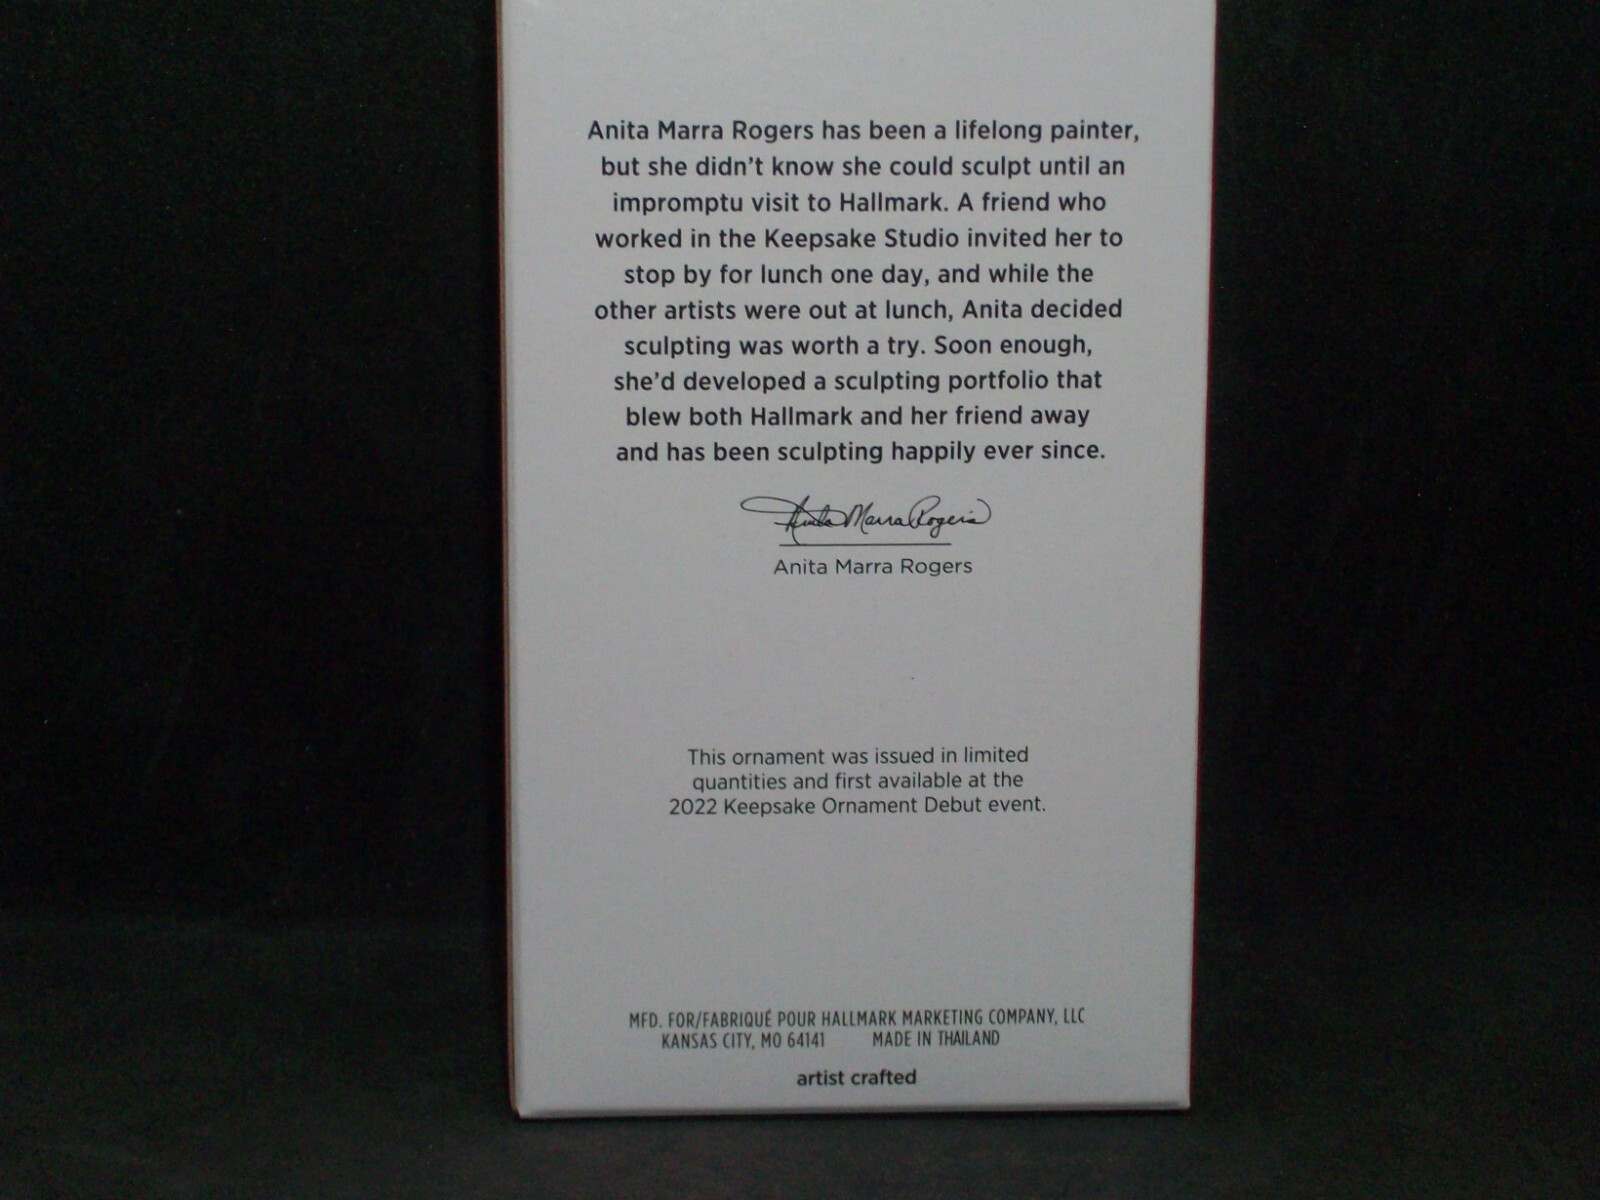 Anita Marra Rogers has been a lifelong painter,
but she didn't know she could sculpt until an
impromptu visit to Hallmark. A friend who
worked in the Keepsake Studio invited her to
stop by for lunch one day, and while the
other artists were out at lunch, Anita decided
sculpting was worth a try. Soon enough,
she'd developed a sculpting portfolio that
blew both Hallmark and her friend away
and has been sculpting happily ever since.
Anita Marra Rogers
Anita Marra Rogers
This ornament was issued in limited
quantities and first available at the
2022 Keepsake Ornament Debut event.
MFD. FOR/FABRIQUÉ POUR HALLMARK MARKETING COMPANY, LLC
KANSAS CITY, MO 64141 MADE IN THAILAND
artist crafted